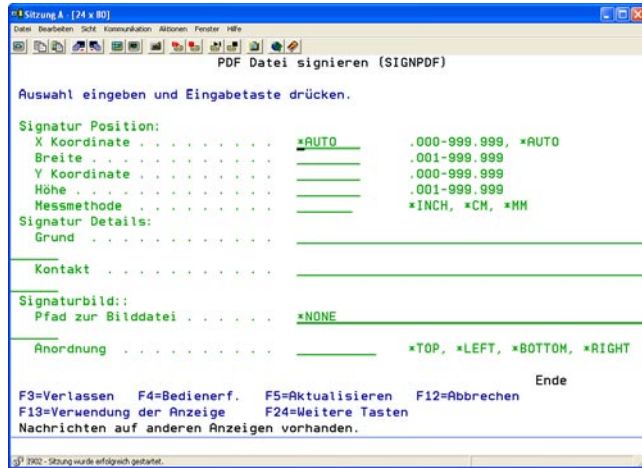 Sitzung A - [24 x 80]
Datei Bearbeiten Sicht Kommunikation Aktionen Fenster Hilfe
PDF Datei signieren (SIGNPDF)
Auswahl eingeben und Eingabetaste drücken.
Signatur Position:
X Koordinate . . . . . . . . . *AUTO .000-999.999, *AUTO
Breite . . . . . . . . . . . . .001-999.999
Y Koordinate . . . . . . . . . .000-999.999
Höhe . . . . . . . . . . . . . .001-999.999
Messmethode . . . . . . . . . *INCH, *CM, *MM
Signatur Details:
Grund . . . . . . . . . . . .
Kontakt . . . . . . . . . . .
Signaturbild::
Pfad zur Bilddatei . . . . . . *NONE
Anordnung . . . . . . . . . . *TOP, *LEFT, *BOTTOM, *RIGHT
Ende
F3=Verlassen F4=Bedienerf. F5=Aktualisieren F12=Abbrechen
F13=Verwendung der Anzeige F24=Weitere Tasten
Nachrichten auf anderen Anzeigen vorhanden.
I902 - Sitzung wurde erfolgreich gestartet.